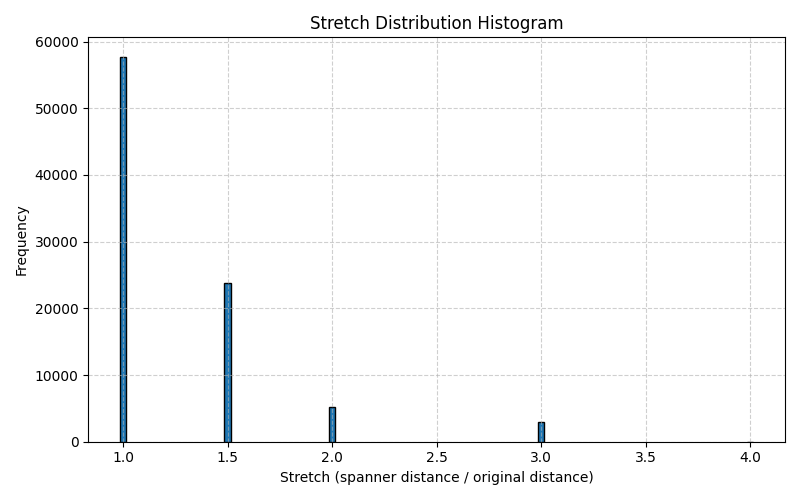 Stretch Distribution Histogram
Frequency
60000
50000
40000
30000
20000
10000
0
1.0 1.5 2.0 2.5 3.0 3.5 4.0
Stretch (spanner distance / original distance)